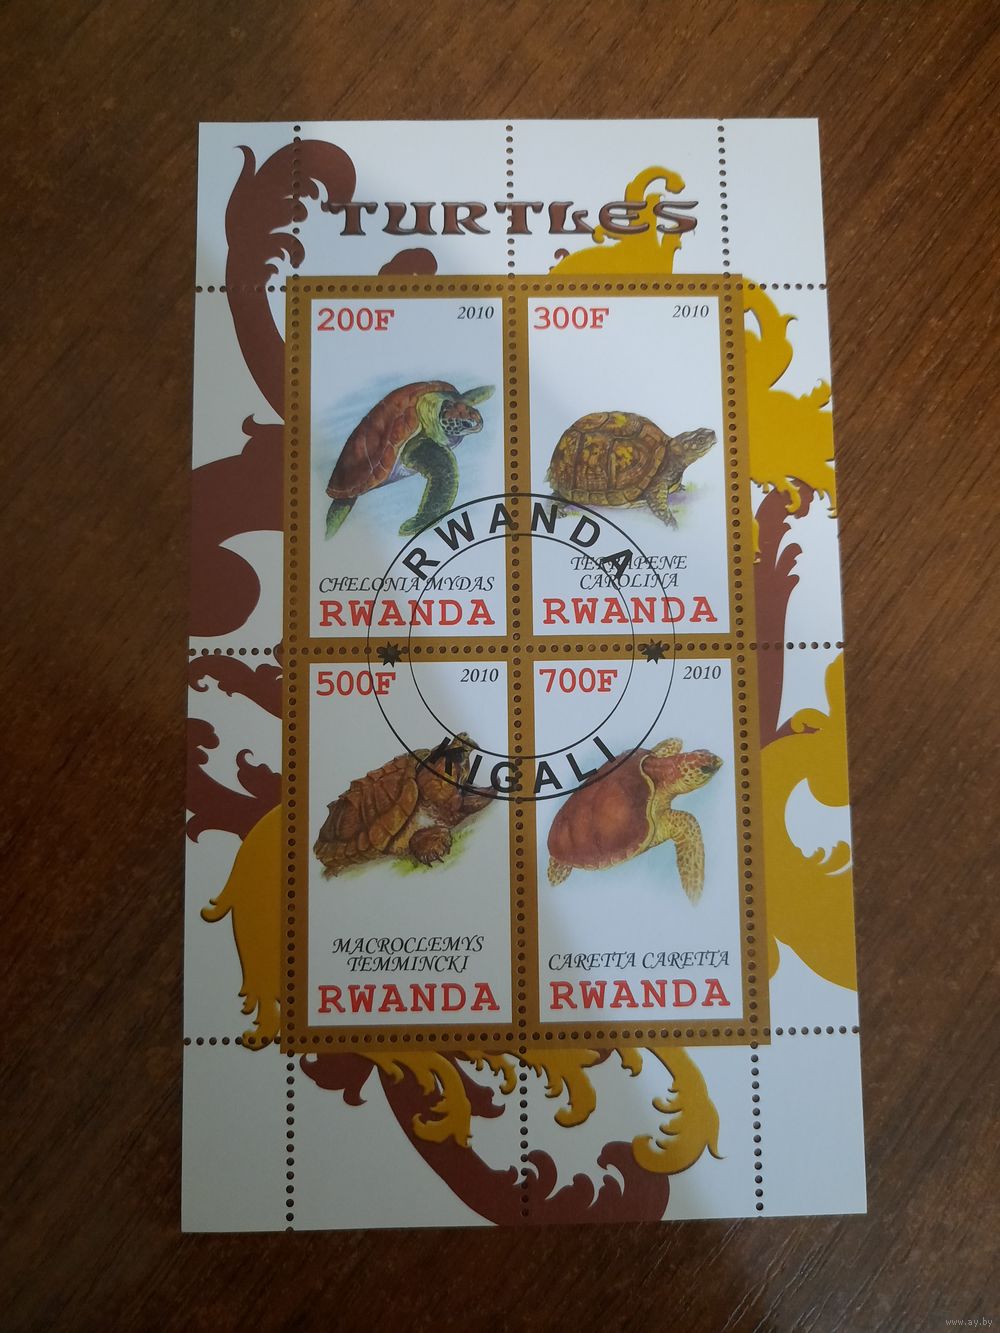 TURTLES
200F 2010
CHELONIA MYDAS
RWANDA
300F 2010
TERRAPENE
CAROLINA
RWANDA
RWANDA
KIGALI
500F 2010
MACROCLEMYS
TEMMINCKI
RWANDA
700F 2010
CARETTA CARETTA
RWANDA
www.ay.by